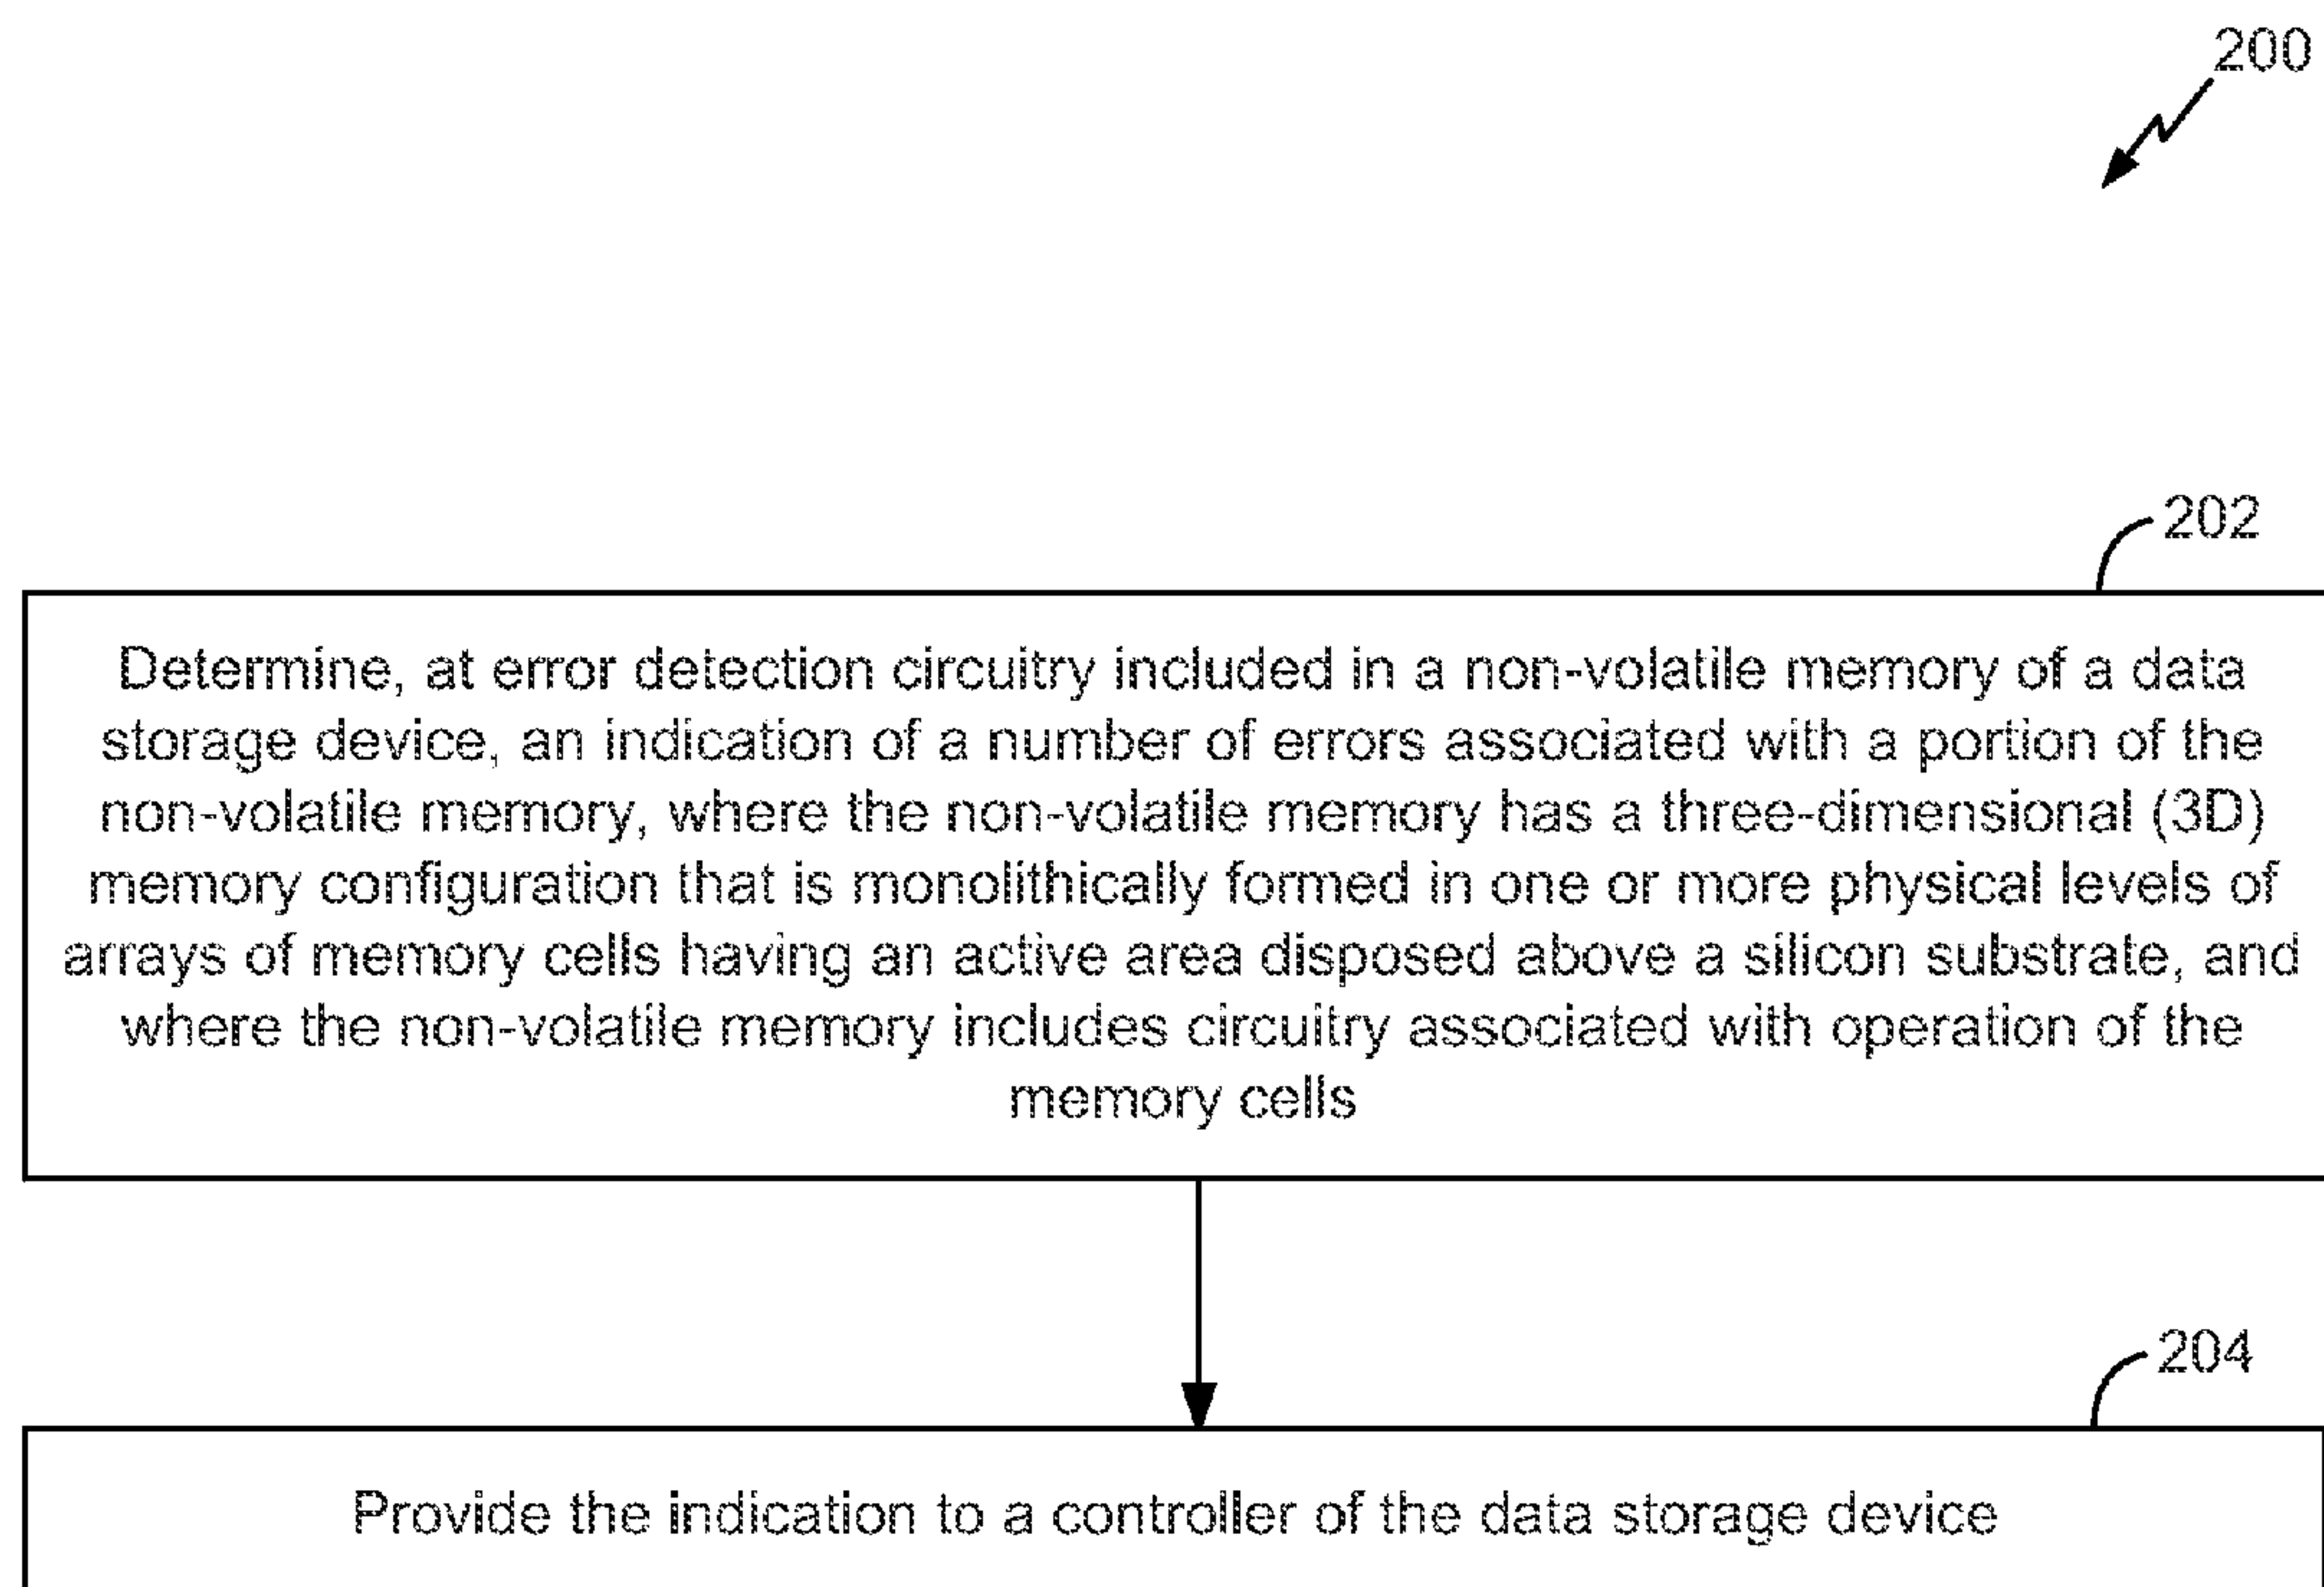 200
202
Determine, at error detection circuitry included in a non-volatile memory of a data
storage device, an indication of a number of errors associated with a portion of the
non-volatile memory, where the non-volatile memory has a three-dimensional (3D)
memory configuration that is monolithically formed in one or more physical levels of
arrays of memory cells having an active area disposed above a silicon substrate, and
where the non-volatile memory includes circuitry associated with operation of the
memory cells
204
Provide the indication to a controller of the data storage device